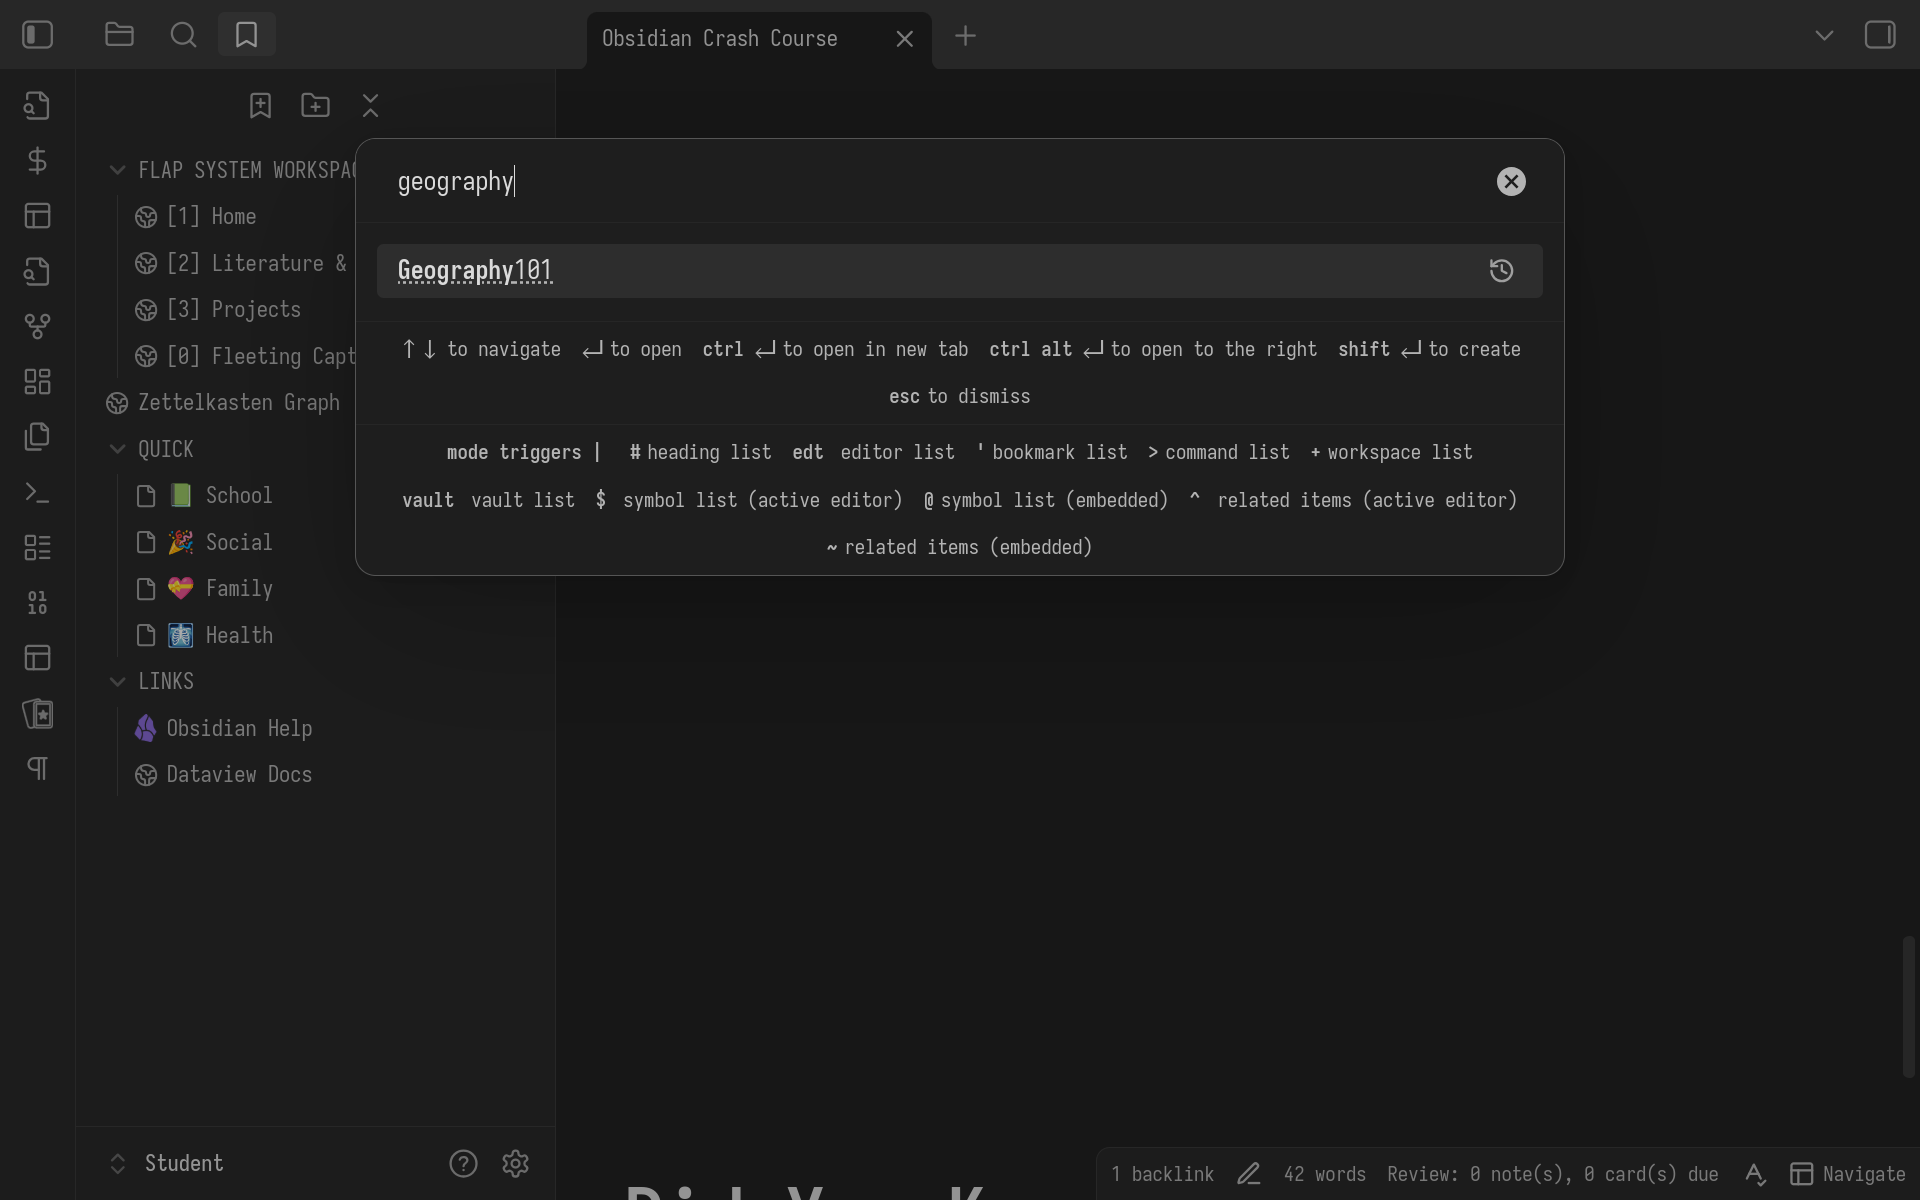 Obsidian Crash Course
FLAP SYSTEM WORKSPAC
[1] Home
[2] Literature &
[3] Projects
[0] Fleeting Capt
Zettelkasten Graph
QUICK
School
Social
Family
Health
LINKS
Obsidian Help
Dataview Docs
Student
geography
Geography101
↑ ↓ to navigate ↵ to open ctrl ↵ to open in new tab ctrl alt ↵ to open to the right shift ↵ to create
esc to dismiss
mode triggers | # heading list edt editor list ' bookmark list > command list + workspace list
vault vault list $ symbol list (active editor) @ symbol list (embedded) ^ related items (active editor)
~ related items (embedded)
1 backlink 42 words Review: 0 note(s), 0 card(s) due Navigate